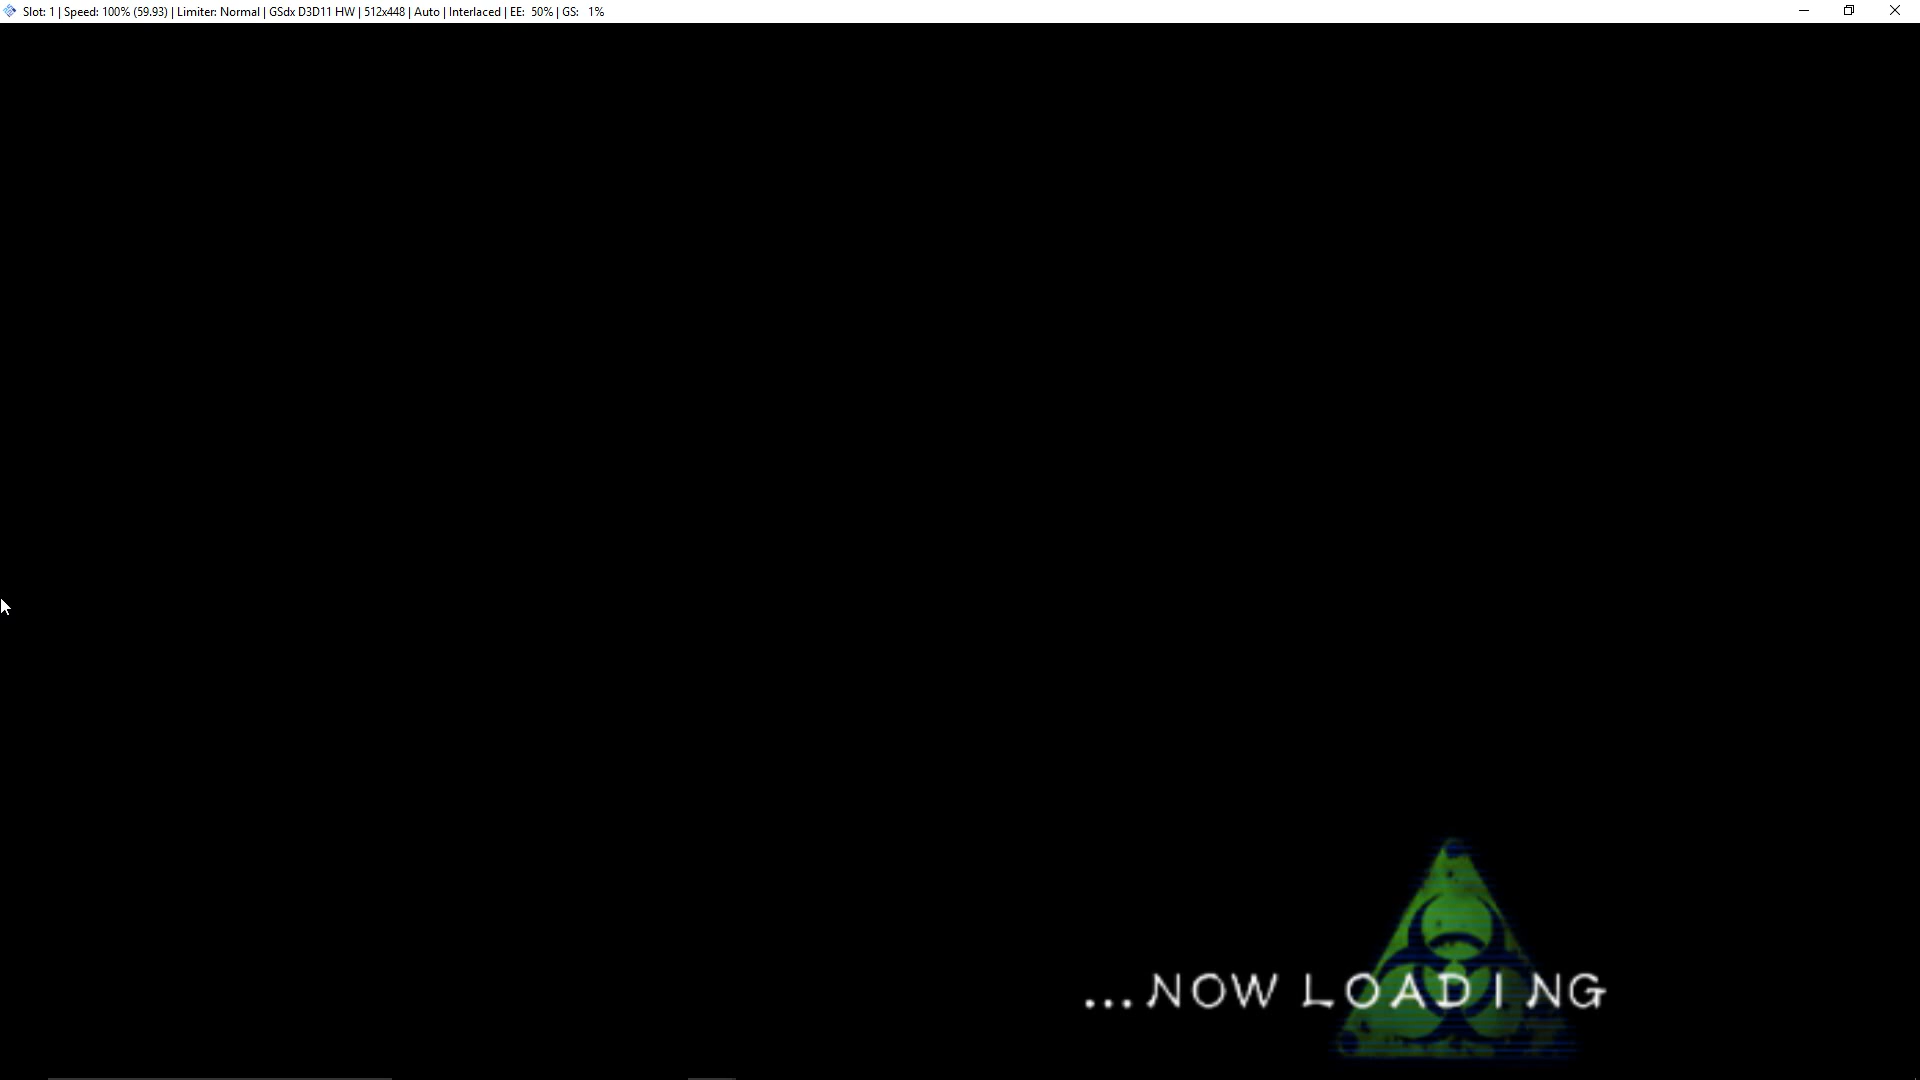 Slot: 1 | Speed: 100% (59.93) | Limiter: Normal | GSdx D3D11 HW | 512x448 | Auto | Interlaced | EE: 50% | GS: 1%
...NOW LOADING